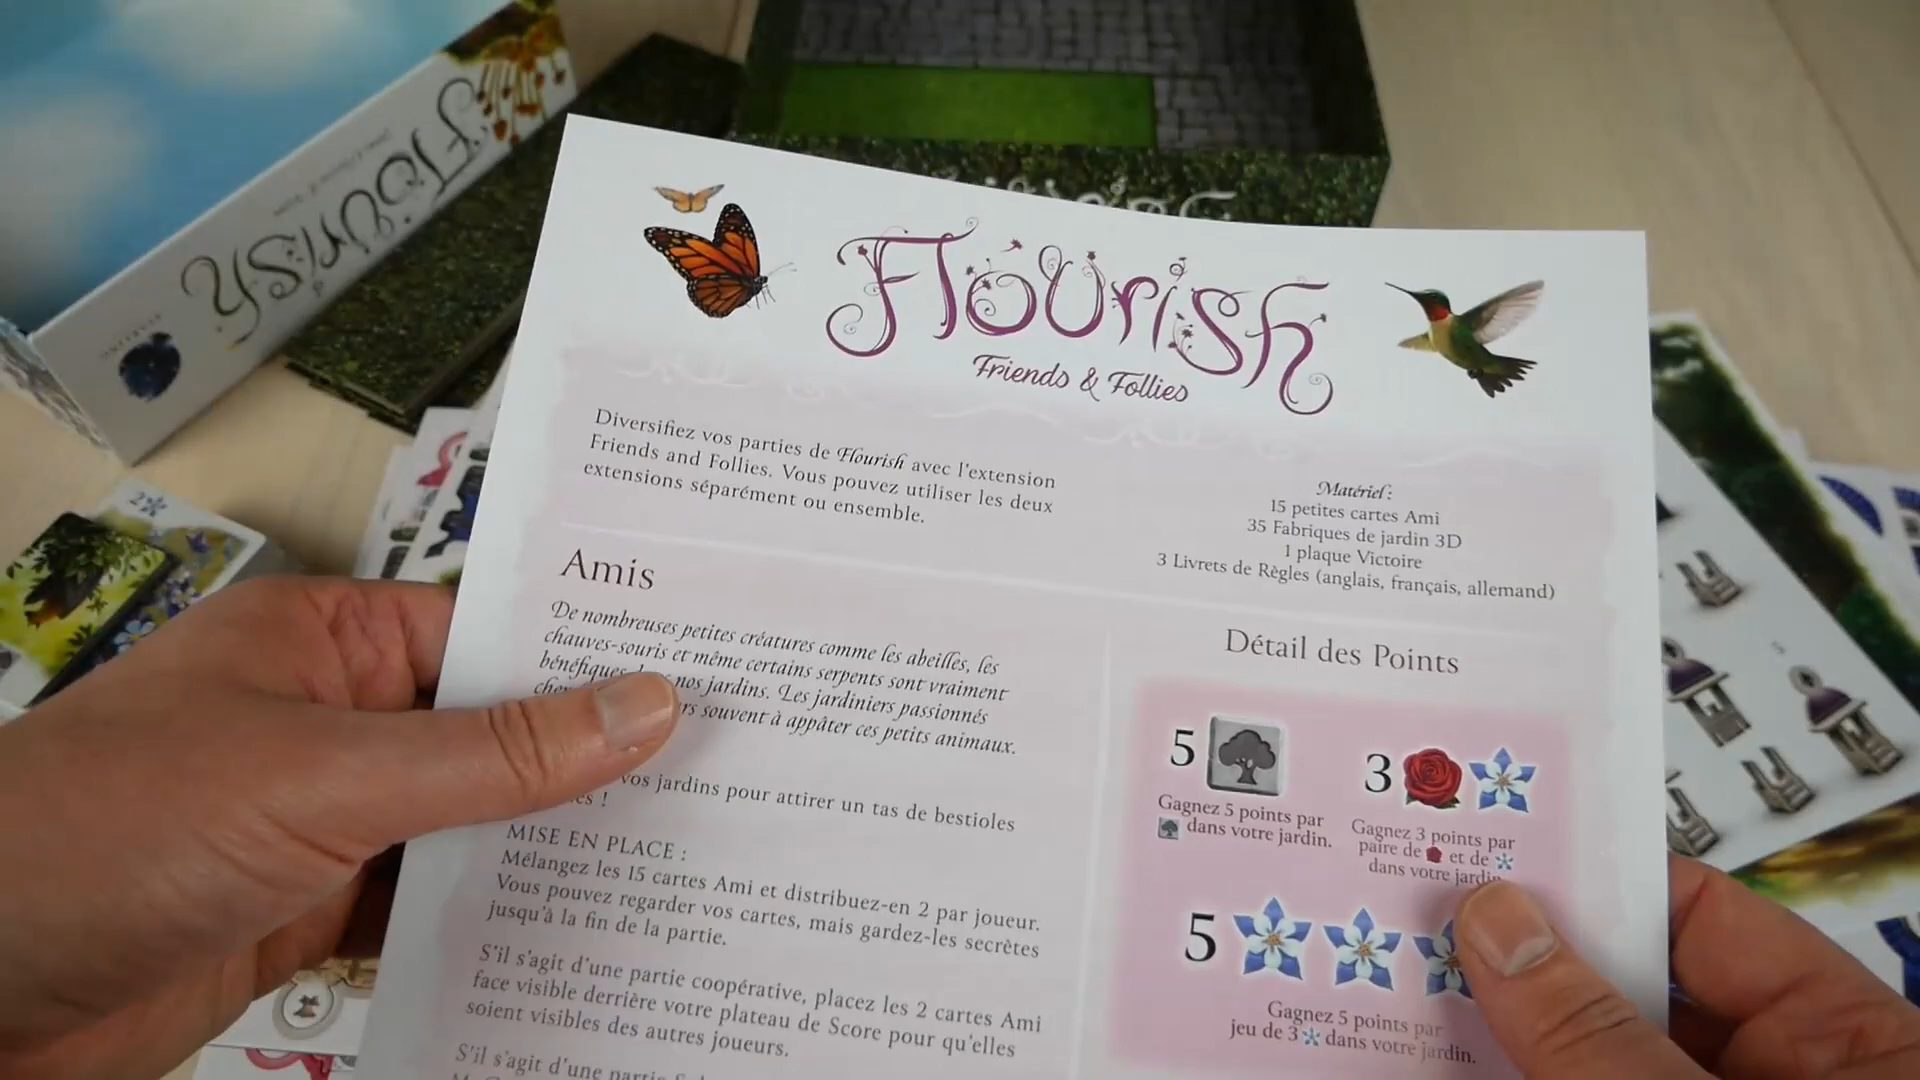 Flourish
Flourish
Friends & Follies
Diversifiez vos parties de Flourish avec l'extension
Friends and Follies. Vous pouvez utiliser les deux
extensions séparément ou ensemble.
Matériel :
15 petites cartes Ami
35 Fabriques de jardin 3D
1 plaque Victoire
3 Livrets de Règles (anglais, français, allemand)
Amis
De nombreuses petites créatures comme les abeilles, les
chauves-souris et même certains serpents sont vraiment
bénéfiques nos jardins. Les jardiniers passionnés
souvent à appâter ces petits animaux.
vos jardins pour attirer un tas de bestioles
!
MISE EN PLACE :
Mélangez les 15 cartes Ami et distribuez-en 2 par joueur.
Vous pouvez regarder vos cartes, mais gardez-les secrètes
jusqu'à la fin de la partie.
S'il s'agit d'une partie coopérative, placez les 2 cartes Ami
face visible derrière votre plateau de Score pour qu'elles
soient visibles des autres joueurs.
S'il s'agit d'une partie
Détail des Points
5
Gagnez 5 points par
dans votre jardin.
3
Gagnez 3 points par
paire de et de
dans votre jardin.
5
Gagnez 5 points par
jeu de 3 dans votre jardin.
2